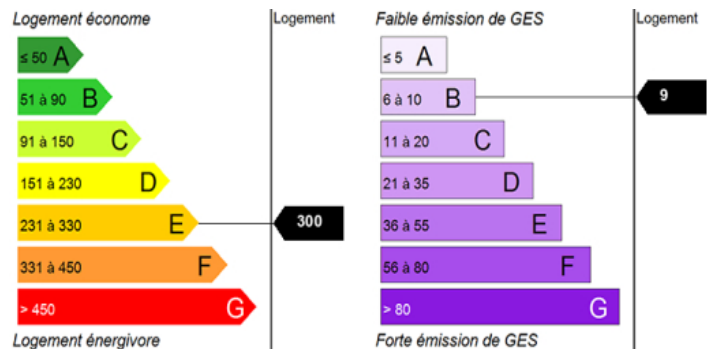 Logement économe
Logement
≤ 50 A
51 à 90 B
91 à 150 C
151 à 230 D
231 à 330 E
300
331 à 450 F
> 450 G
Logement énergivore
Faible émission de GES
Logement
≤ 5 A
6 à 10 B
9
11 à 20 C
21 à 35 D
36 à 55 E
56 à 80 F
> 80 G
Forte émission de GES